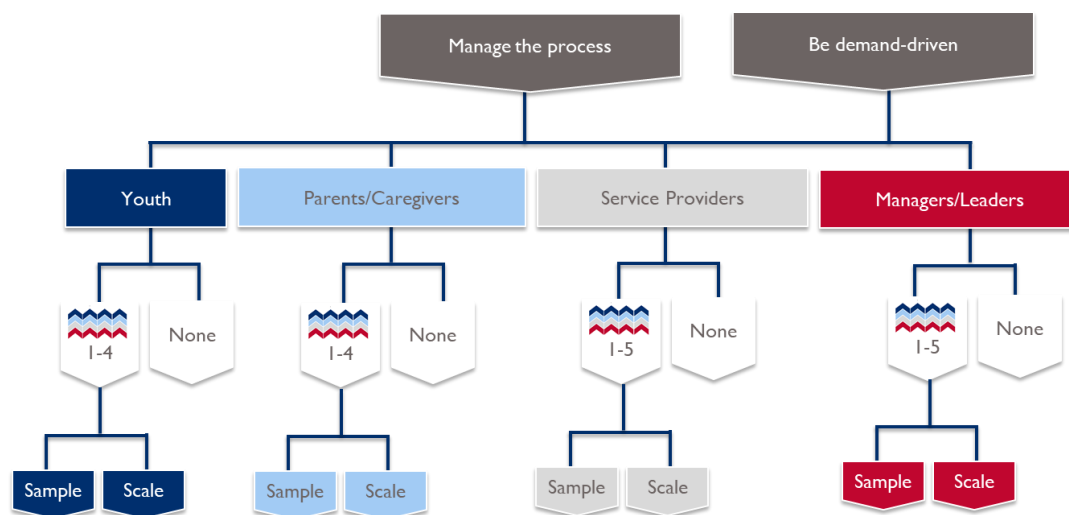 Manage the process
Be demand-driven
Youth
Parents/Caregivers
Service Providers
Managers/Leaders
1-4
None
1-4
None
1-5
None
1-5
None
Sample
Scale
Sample
Scale
Sample
Scale
Sample
Scale